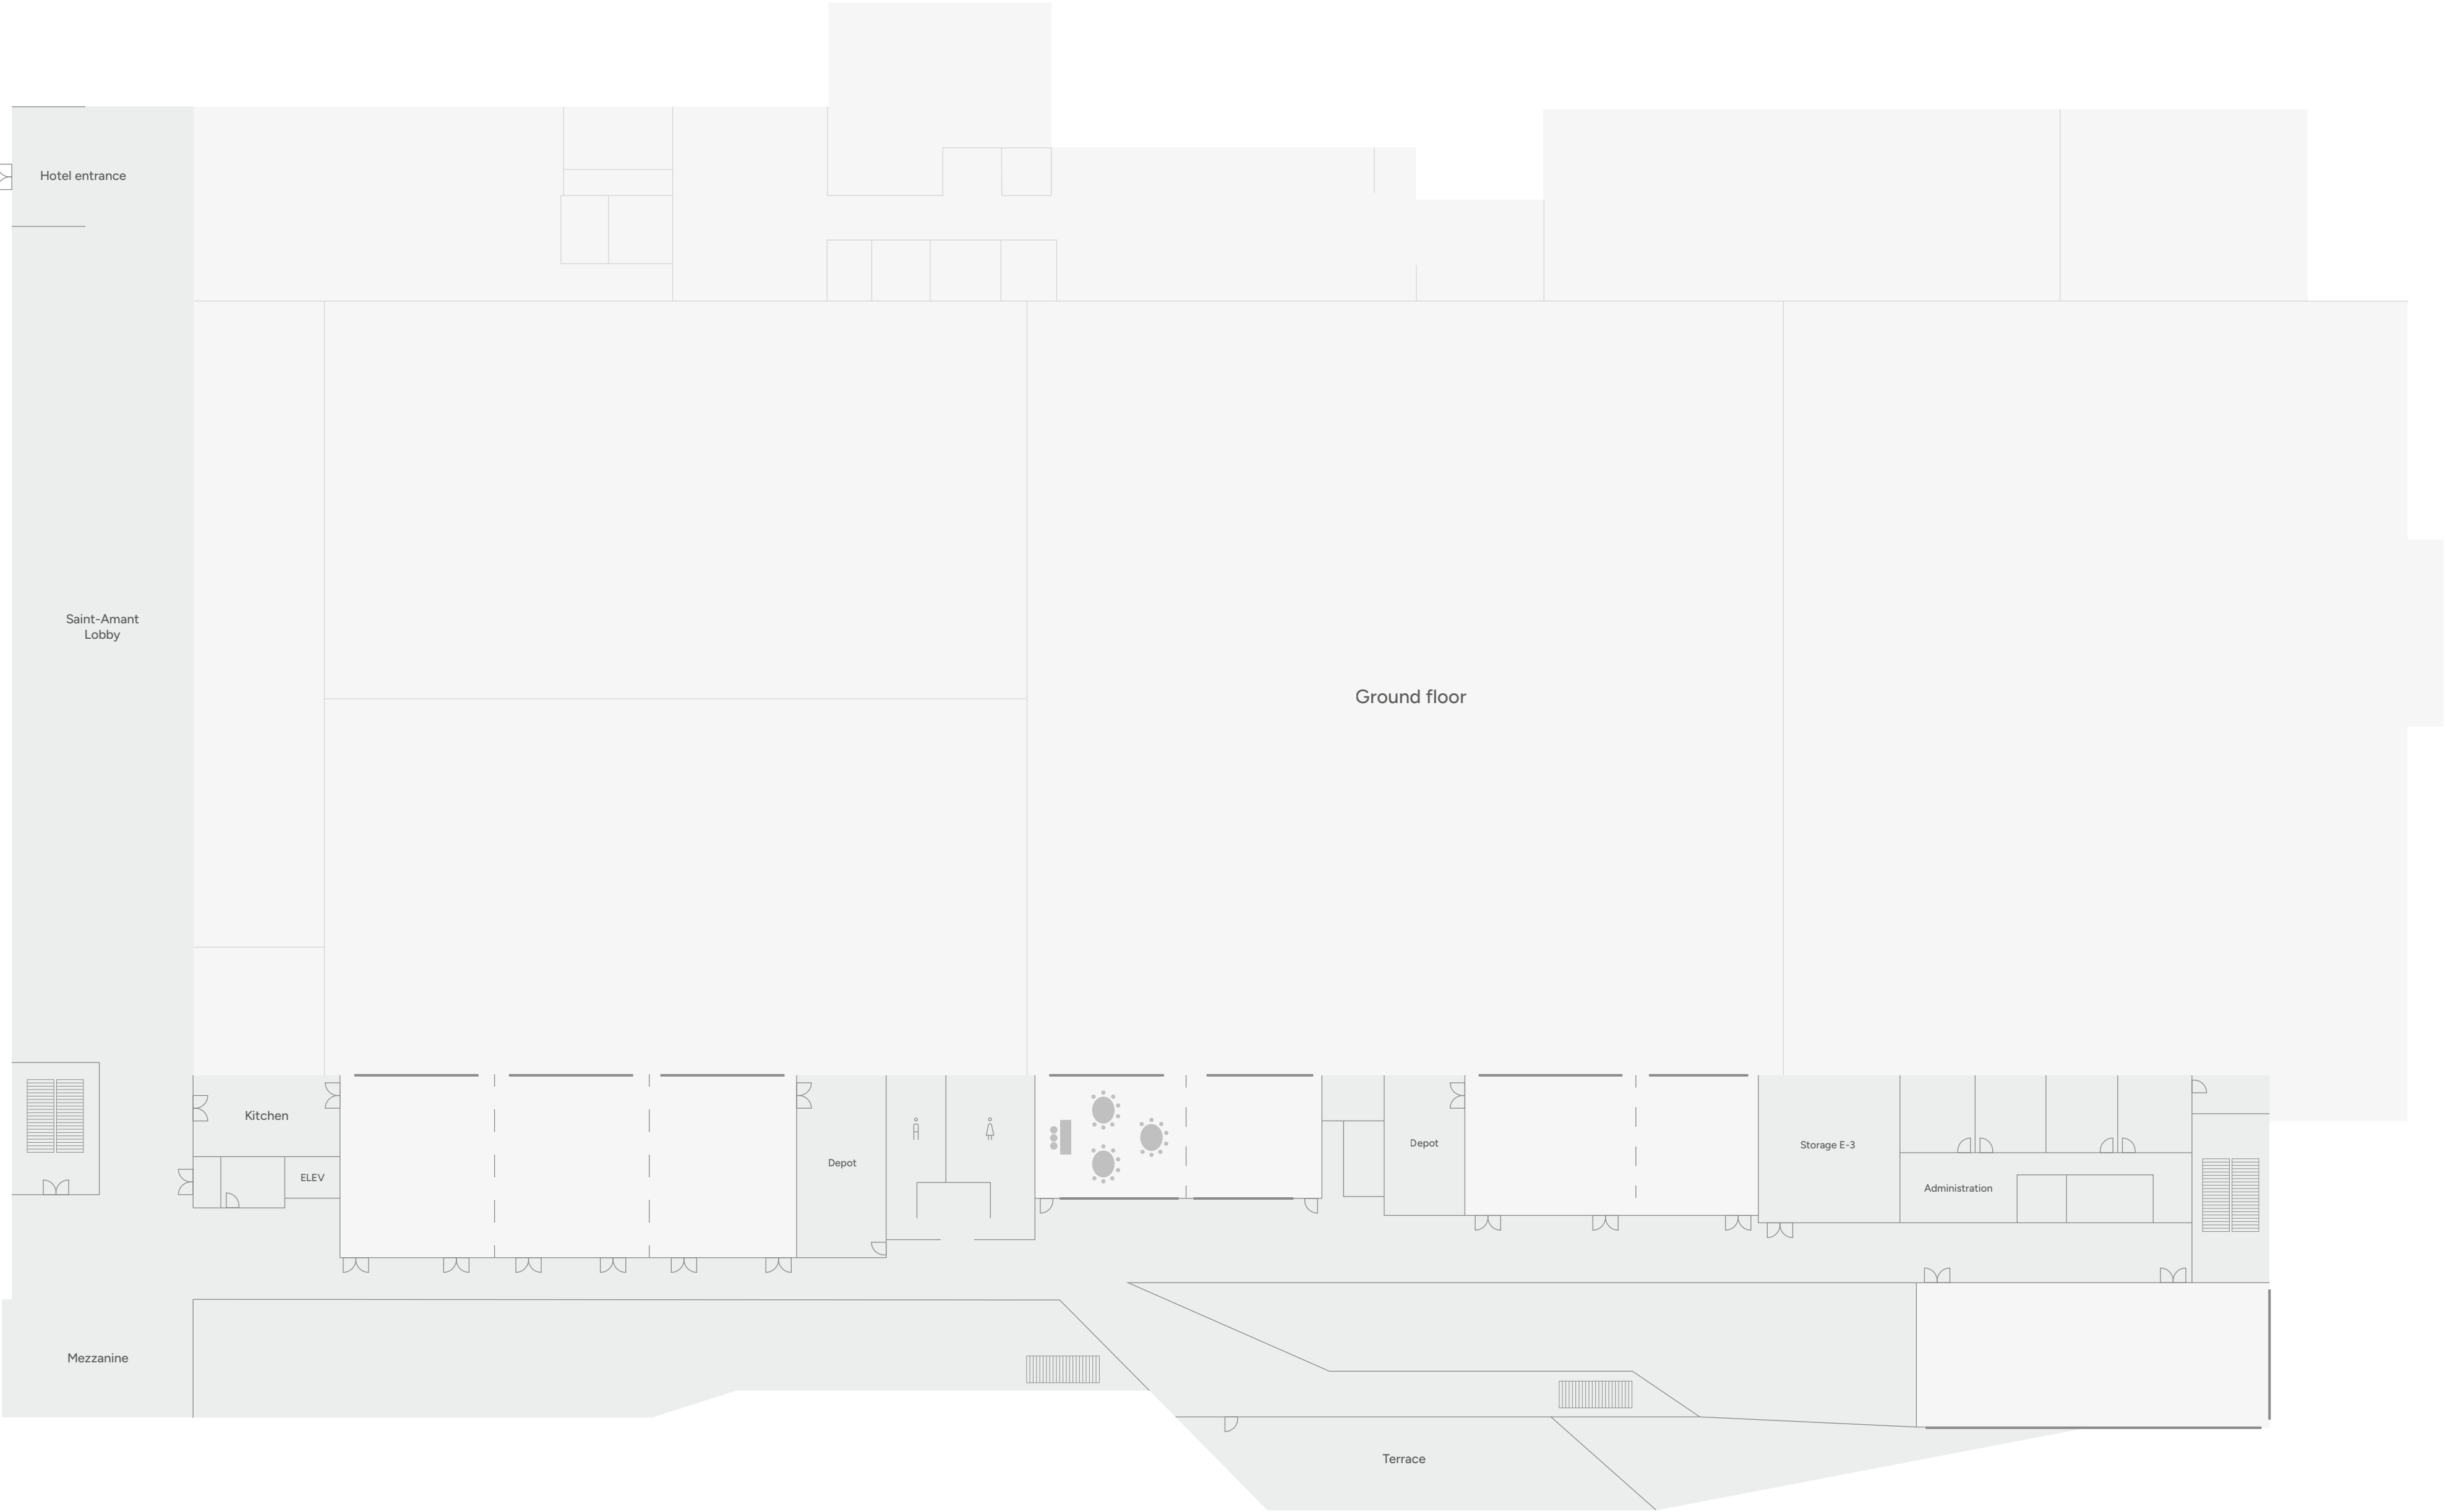 Hotel entrance
Saint-Amant
Lobby
Ground floor
Kitchen
ELEV
Depot
Depot
Storage E-3
Administration
Mezzanine
Terrace